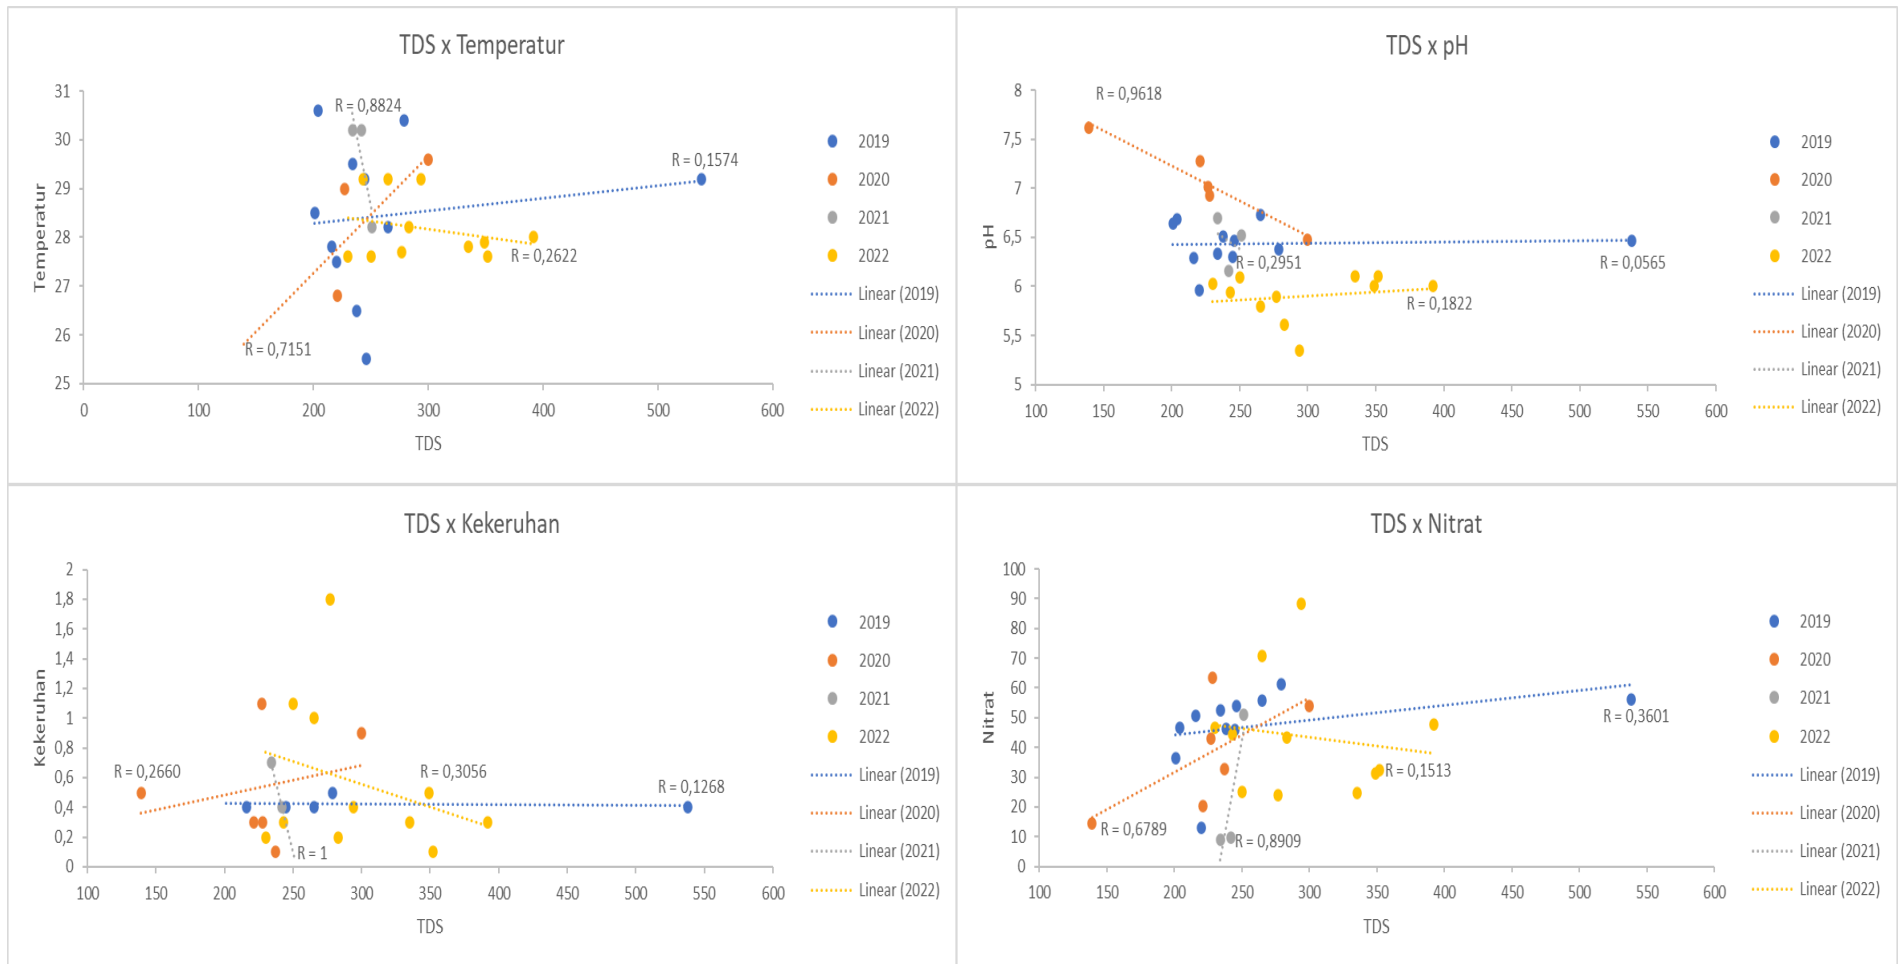 TDS x Temperatur
R = 0,8824
R = 0,1574
R = 0,2622
R = 0,7151
31
30
29
28
27
26
25
Temperatur
0
100
200
300
400
500
600
TDS
2019
2020
2021
2022
Linear (2019)
Linear (2020)
Linear (2021)
Linear (2022)
TDS x pH
R = 0,9618
R = 0,2951
R = 0,0565
R = 0,1822
8
7,5
7
6,5
6
5,5
5
pH
100
150
200
250
300
350
400
450
500
550
600
TDS
2019
2020
2021
2022
Linear (2019)
Linear (2020)
Linear (2021)
Linear (2022)
TDS x Kekeruhan
R = 0,2660
R = 0,3056
R = 0,1268
R = 1
2
1,8
1,6
1,4
1,2
1
0,8
0,6
0,4
0,2
0
Kekeruhan
100
150
200
250
300
350
400
450
500
550
600
TDS
2019
2020
2021
2022
Linear (2019)
Linear (2020)
Linear (2021)
Linear (2022)
TDS x Nitrat
R = 0,3601
R = 0,1513
R = 0,6789
R = 0,8909
100
90
80
70
60
50
40
30
20
10
0
Nitrat
100
150
200
250
300
350
400
450
500
550
600
TDS
2019
2020
2021
2022
Linear (2019)
Linear (2020)
Linear (2021)
Linear (2022)